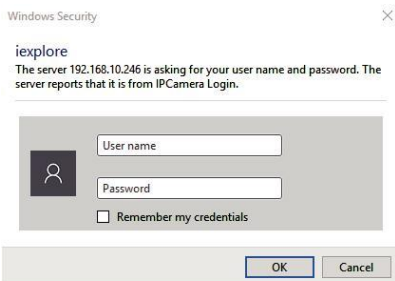 Windows Security
iexplore
The server 192.168.10.246 is asking for your user name and password. The
server reports that it is from IPCamera Login.
User name
Password
Remember my credentials
OK
Cancel